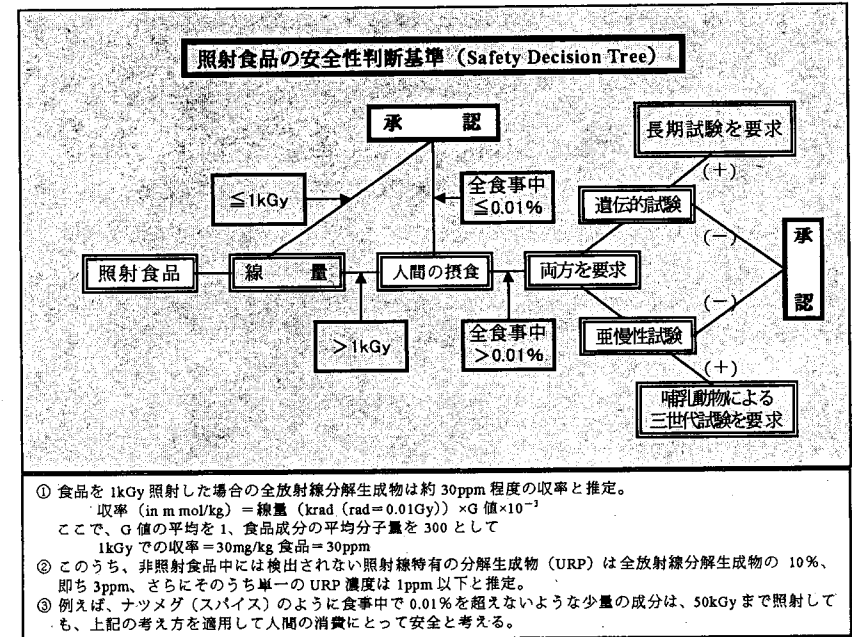 照射食品の安全性判断基準（Safety Decision Tree）
承 認
長期試験を要求
(＋)
≦1kGy
全食事中
≦0.01％
遺伝的試験
(－)
承
認
照射食品
線 量
人間の摂食
両方を要求
(－)
＞1kGy
全食事中
＞0.01％
亜慢性試験
(＋)
哺乳動物による
三世代試験を要求
① 食品を 1kGy 照射した場合の全放射線分解生成物は約 30ppm 程度の収率と推定。
収率（in m mol/kg）＝線量（krad（rad＝0.01Gy））×G 値×10⁻³
ここで、G 値の平均を 1、食品成分の平均分子量を 300 として
1kGy での収率＝30mg/kg 食品＝30ppm
② このうち、非照射食品中には検出されない照射線特有の分解生成物（URP）は全放射線分解生成物の 10％、
即ち 3ppm、さらにそのうち単一の URP 濃度は 1ppm 以下と推定。
③ 例えば、ナツメグ（スパイス）のように食事中で 0.01％を超えないような少量の成分は、50kGy まで照射して
も、上記の考え方を適用して人間の消費にとって安全と考える。